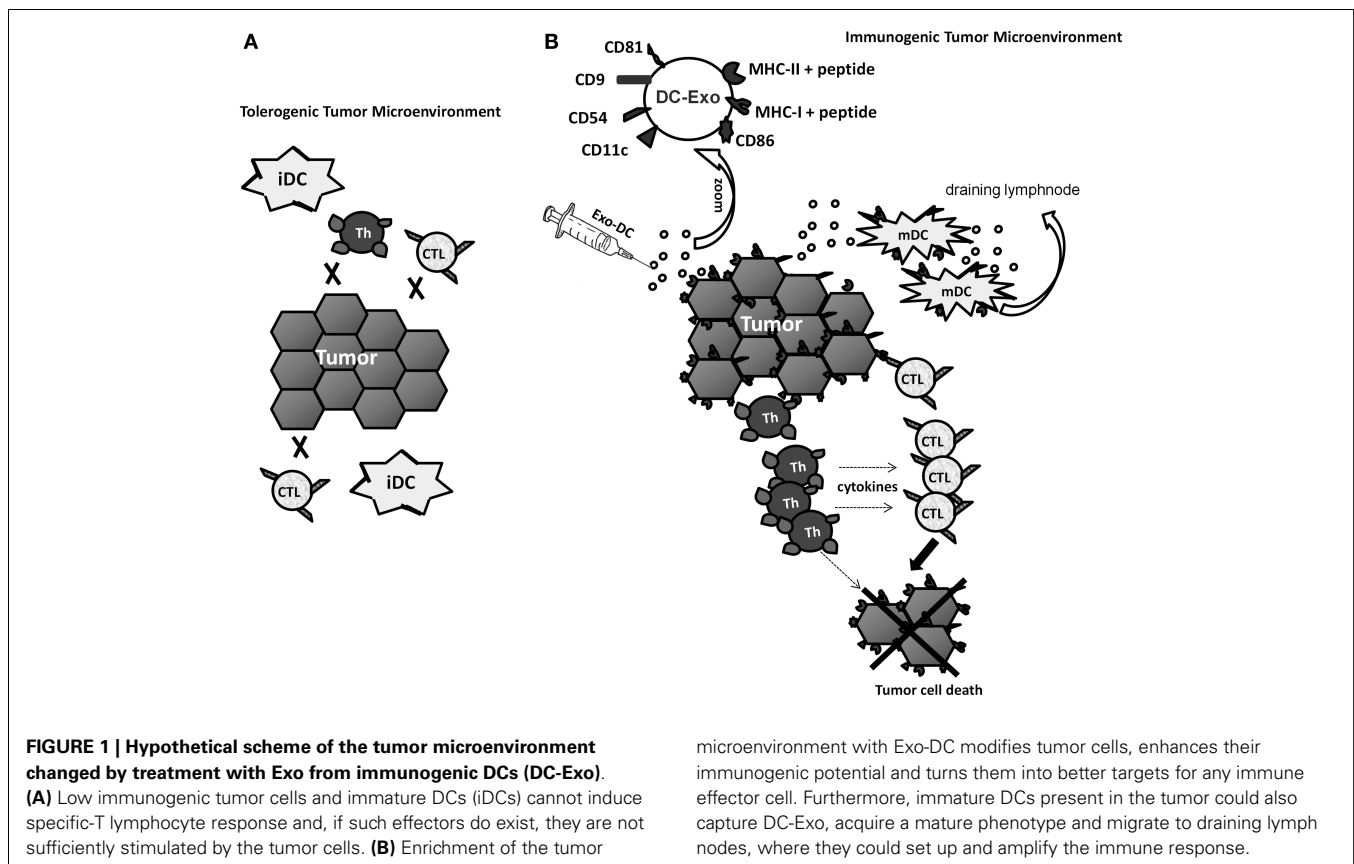 A
Tolerogenic Tumor Microenvironment
iDC
Th
CTL
X
X
Tumor
X
CTL
iDC
B
Immunogenic Tumor Microenvironment
CD81
CD9
CD54
CD11c
DC-Exo
MHC-II + peptide
MHC-I + peptide
CD86
zoom
Exo-DC
draining lymphnode
mDC
mDC
Tumor
CTL
Th
Th
Th
Th
cytokines
CTL
CTL
CTL
Tumor cell death
FIGURE 1 | Hypothetical scheme of the tumor microenvironment
changed by treatment with Exo from immunogenic DCs (DC-Exo).
(A) Low immunogenic tumor cells and immature DCs (iDCs) cannot induce
specific-T lymphocyte response and, if such effectors do exist, they are not
sufficiently stimulated by the tumor cells. (B) Enrichment of the tumor
microenvironment with Exo-DC modifies tumor cells, enhances their
immunogenic potential and turns them into better targets for any immune
effector cell. Furthermore, immature DCs present in the tumor could also
capture DC-Exo, acquire a mature phenotype and migrate to draining lymph
nodes, where they could set up and amplify the immune response.